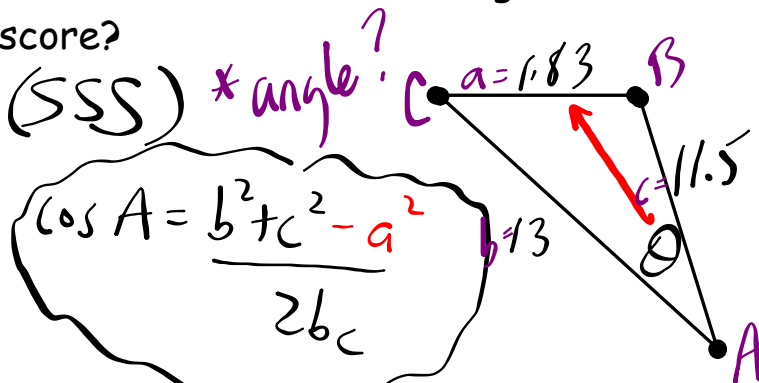 score?
(SSS) *angle?
C a=1.83 B
c=11.5
cos A = b²+c²-a²
2bc
b=13
θ
A